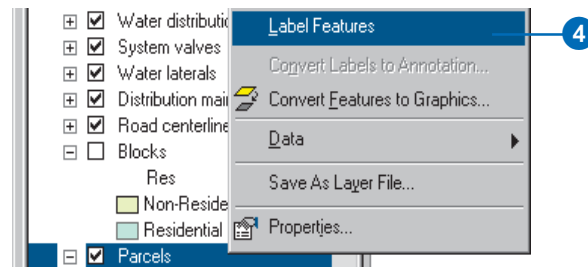 Water distributio
System valves
Water laterals
Distribution mai
Road centerline
Blocks
Res
Non-Reside
Residential
Parcels
Label Features
Convert Labels to Annotation...
Convert Features to Graphics...
Data
Save As Layer File...
Properties...
4